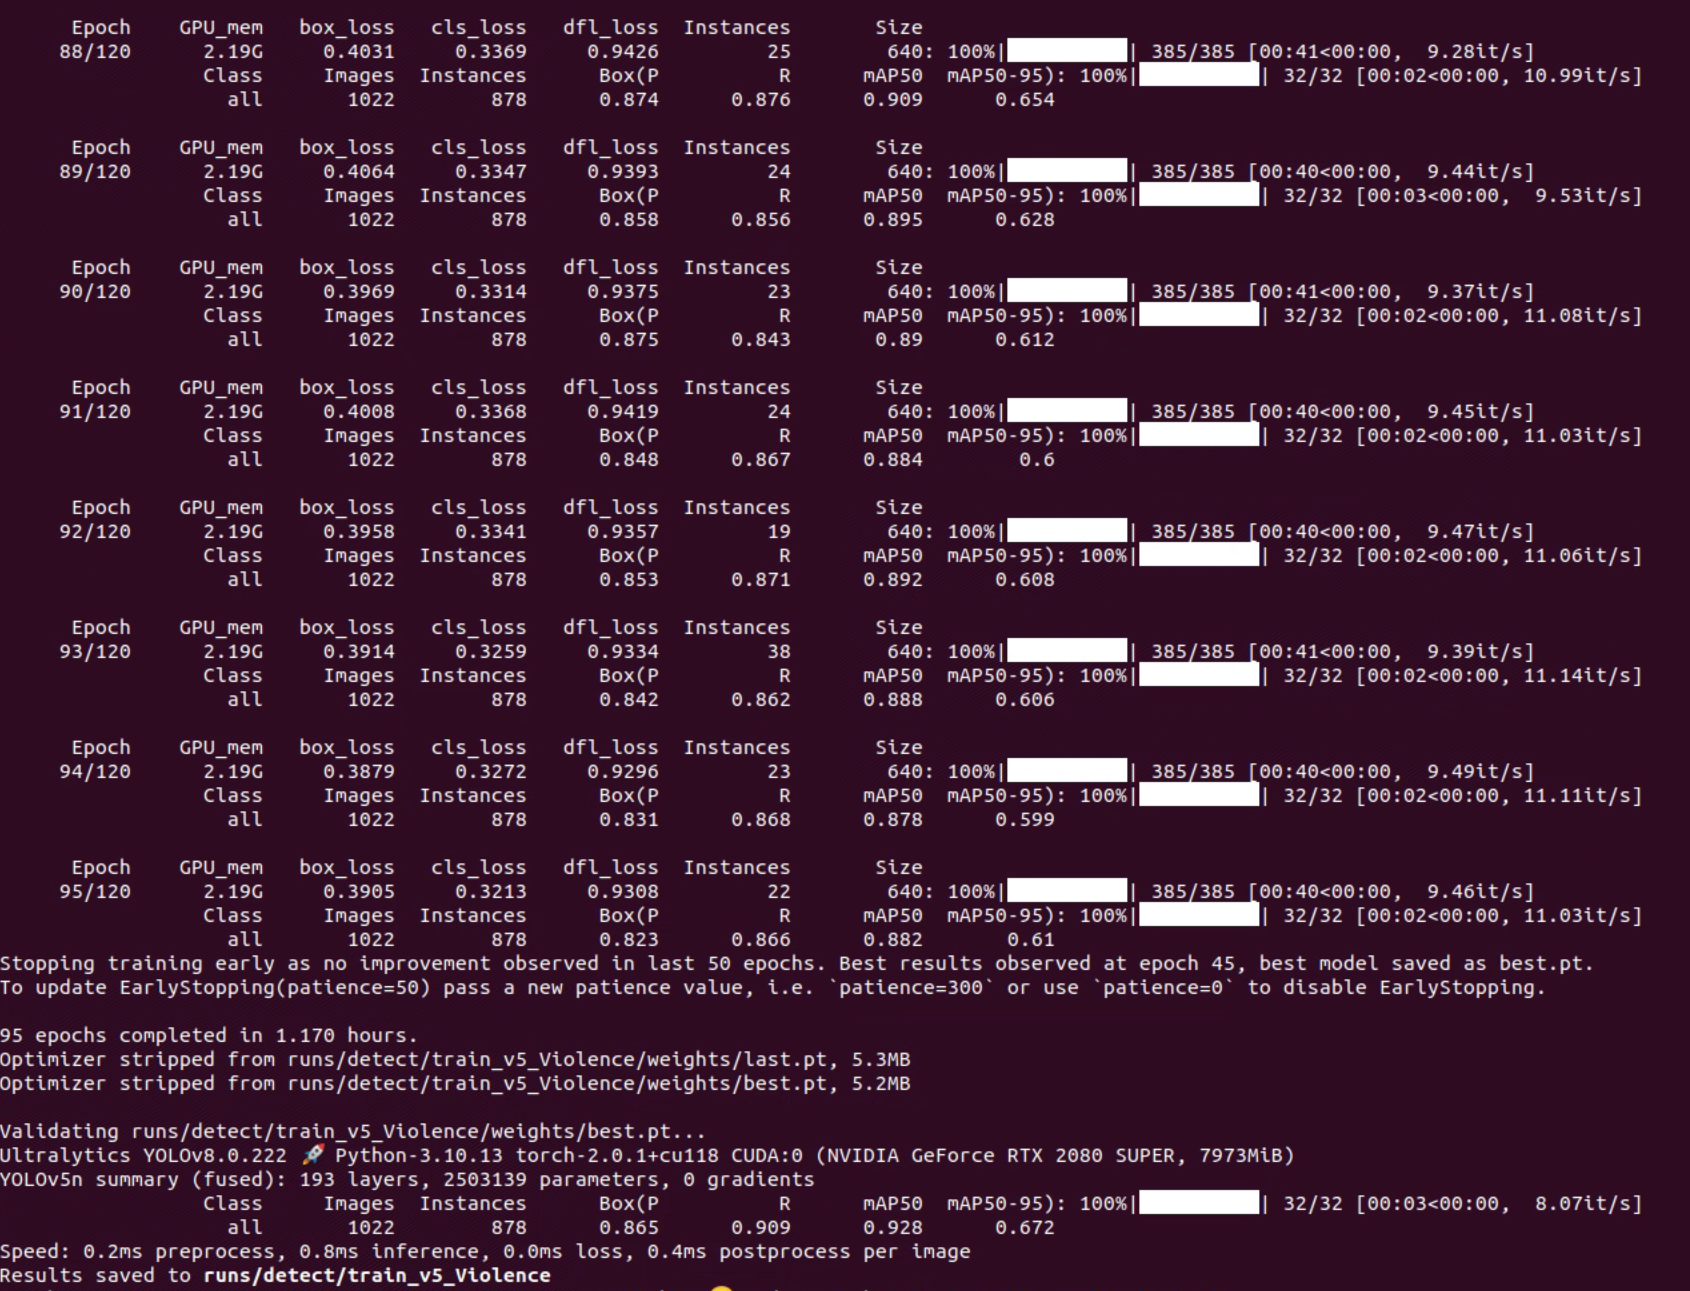 Epoch GPU_mem box_loss cls_loss dfl_loss Instances Size
88/120 2.19G 0.4031 0.3369 0.9426 25 640: 100%| | 385/385 [00:41<00:00, 9.28it/s]
Class Images Instances Box(P R mAP50 mAP50-95): 100%| | 32/32 [00:02<00:00, 10.99it/s]
all 1022 878 0.874 0.876 0.909 0.654
Epoch GPU_mem box_loss cls_loss dfl_loss Instances Size
89/120 2.19G 0.4064 0.3347 0.9393 24 640: 100%| | 385/385 [00:40<00:00, 9.44it/s]
Class Images Instances Box(P R mAP50 mAP50-95): 100%| | 32/32 [00:03<00:00, 9.53it/s]
all 1022 878 0.858 0.856 0.895 0.628
Epoch GPU_mem box_loss cls_loss dfl_loss Instances Size
90/120 2.19G 0.3969 0.3314 0.9375 23 640: 100%| | 385/385 [00:41<00:00, 9.37it/s]
Class Images Instances Box(P R mAP50 mAP50-95): 100%| | 32/32 [00:02<00:00, 11.08it/s]
all 1022 878 0.875 0.843 0.89 0.612
Epoch GPU_mem box_loss cls_loss dfl_loss Instances Size
91/120 2.19G 0.4008 0.3368 0.9419 24 640: 100%| | 385/385 [00:40<00:00, 9.45it/s]
Class Images Instances Box(P R mAP50 mAP50-95): 100%| | 32/32 [00:02<00:00, 11.03it/s]
all 1022 878 0.848 0.867 0.884 0.6
Epoch GPU_mem box_loss cls_loss dfl_loss Instances Size
92/120 2.19G 0.3958 0.3341 0.9357 19 640: 100%| | 385/385 [00:40<00:00, 9.47it/s]
Class Images Instances Box(P R mAP50 mAP50-95): 100%| | 32/32 [00:02<00:00, 11.06it/s]
all 1022 878 0.853 0.871 0.892 0.608
Epoch GPU_mem box_loss cls_loss dfl_loss Instances Size
93/120 2.19G 0.3914 0.3259 0.9334 38 640: 100%| | 385/385 [00:41<00:00, 9.39it/s]
Class Images Instances Box(P R mAP50 mAP50-95): 100%| | 32/32 [00:02<00:00, 11.14it/s]
all 1022 878 0.842 0.862 0.888 0.606
Epoch GPU_mem box_loss cls_loss dfl_loss Instances Size
94/120 2.19G 0.3879 0.3272 0.9296 23 640: 100%| | 385/385 [00:40<00:00, 9.49it/s]
Class Images Instances Box(P R mAP50 mAP50-95): 100%| | 32/32 [00:02<00:00, 11.11it/s]
all 1022 878 0.831 0.868 0.878 0.599
Epoch GPU_mem box_loss cls_loss dfl_loss Instances Size
95/120 2.19G 0.3905 0.3213 0.9308 22 640: 100%| | 385/385 [00:40<00:00, 9.46it/s]
Class Images Instances Box(P R mAP50 mAP50-95): 100%| | 32/32 [00:02<00:00, 11.03it/s]
all 1022 878 0.823 0.866 0.882 0.61
Stopping training early as no improvement observed in last 50 epochs. Best results observed at epoch 45, best model saved as best.pt.
To update EarlyStopping(patience=50) pass a new patience value, i.e. `patience=300` or use `patience=0` to disable EarlyStopping.
95 epochs completed in 1.170 hours.
Optimizer stripped from runs/detect/train_v5_Violence/weights/last.pt, 5.3MB
Optimizer stripped from runs/detect/train_v5_Violence/weights/best.pt, 5.2MB
Validating runs/detect/train_v5_Violence/weights/best.pt...
Ultralytics YOLOv8.0.222 🚀 Python-3.10.13 torch-2.0.1+cu118 CUDA:0 (NVIDIA GeForce RTX 2080 SUPER, 7973MiB)
YOLOv5n summary (fused): 193 layers, 2503139 parameters, 0 gradients
Class Images Instances Box(P R mAP50 mAP50-95): 100%| | 32/32 [00:03<00:00, 8.07it/s]
all 1022 878 0.865 0.909 0.928 0.672
Speed: 0.2ms preprocess, 0.8ms inference, 0.0ms loss, 0.4ms postprocess per image
Results saved to runs/detect/train_v5_Violence